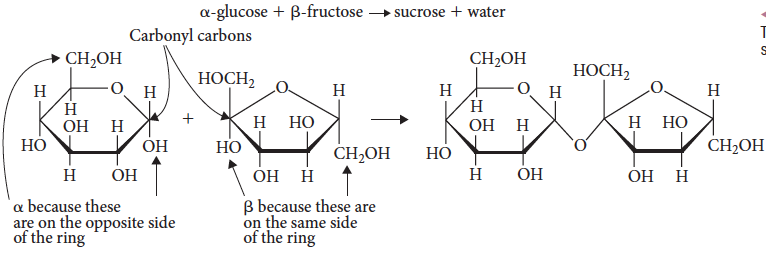 α-glucose + β-fructose ⟶ sucrose + water
Carbonyl carbons
CH₂OH
HOCH₂
CH₂OH
HOCH₂
H
O
H
O
H
H
O
H
O
H
H
OH
H
+
H
HO
H
OH
H
H
HO
HO
OH
HO
CH₂OH
HO
O
CH₂OH
H
OH
OH
H
H
OH
OH
H
α because these
are on the opposite side
of the ring
β because these are
on the same side
of the ring
T
s